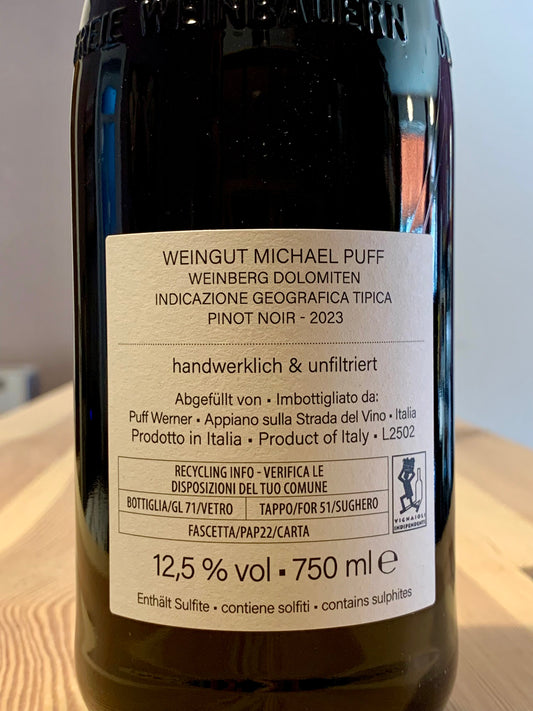 FREIE WEINBAUERN
WEINGUT MICHAEL PUFF
WEINBERG DOLOMITEN
INDICAZIONE GEOGRAFICA TIPICA
PINOT NOIR - 2023
handwerklich & unfiltriert
Abgefüllt von • Imbottigliato da:
Puff Werner • Appiano sulla Strada del Vino • Italia
Prodotto in Italia • Product of Italy • L2502
RECYCLING INFO - VERIFICA LE
DISPOSIZIONI DEL TUO COMUNE
BOTTIGLIA/GL 71/VETRO
TAPPO/FOR 51/SUGHERO
FASCETTA/PAP22/CARTA
VIGNAIOLI
INDIPENDENTI
12,5 % vol • 750 ml e
Enthält Sulfite • contiene solfiti • contains sulphites